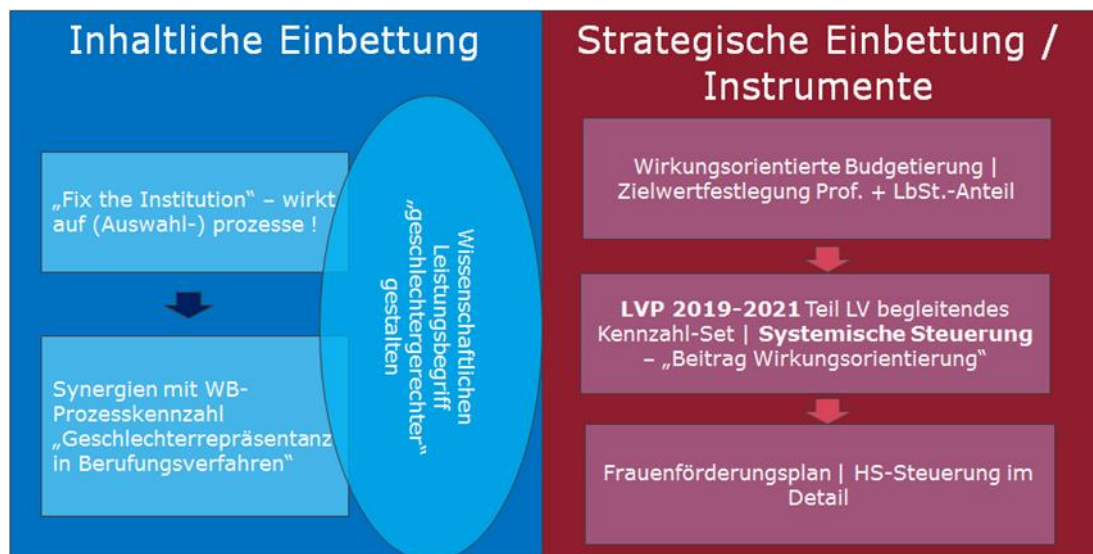 Inhaltliche Einbettung
„Fix the Institution“ – wirkt
auf (Auswahl-) prozesse !
Synergien mit WB-
Prozesskennzahl
„Geschlechterrepräsentanz
in Berufungsverfahren“
Wissenschaftlichen
Leistungsbegriff
„geschlechtergerechter“
gestalten
Strategische Einbettung /
Instrumente
Wirkungsorientierte Budgetierung |
Zielwertfestlegung Prof. + LbSt.-Anteil
LVP 2019-2021 Teil LV begleitendes
Kennzahl-Set | Systemische Steuerung
– „Beitrag Wirkungsorientierung“
Frauenförderungsplan | HS-Steuerung im
Detail